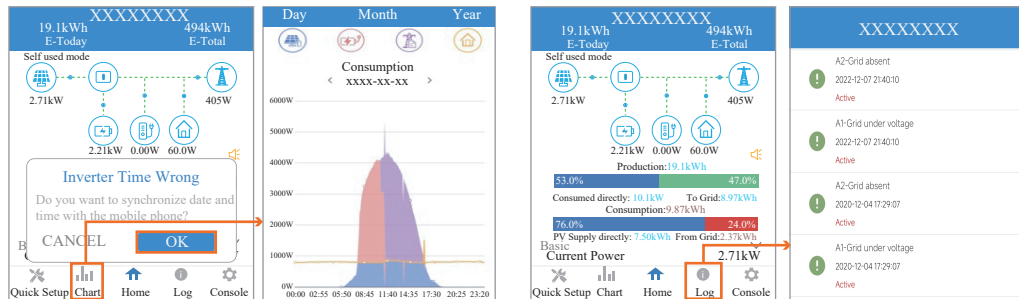 XXXXXXXX
19.1kWh 494kWh
E-Today E-Total
Self used mode
2.71kW 405W
2.21kW 0.00W 60.0W
Inverter Time Wrong
Do you want to synchronize date and
time with the mobile phone?
CANCEL OK
Quick Setup Chart Home Log Console
Day Month Year
Consumption
< xxxx-xx-xx >
6000W
5000W
4000W
3000W
2000W
1000W
0W
00:00 02:55 05:50 08:45 11:40 14:35 17:30 20:25 23:20
XXXXXXXX
19.1kWh 494kWh
E-Today E-Total
Self used mode
2.71kW 405W
2.21kW 0.00W 60.0W
Production:19.1kWh
53.0% 47.0%
Consumed directly: 10.1kW To Grid:8.97kWh
Consumption:9.87kWh
76.0% 24.0%
PV Supply directly: 7.50kWh From Grid:2.37kWh
Basic
Current Power 2.71kW
Quick Setup Chart Home Log Console
XXXXXXXX
A2-Grid absent
2022-12-07 21:40:10
Active
A1-Grid under voltage
2022-12-07 21:40:10
Active
A2-Grid absent
2020-12-04 17:29:07
Active
A1-Grid under voltage
2020-12-04 17:29:07
Active